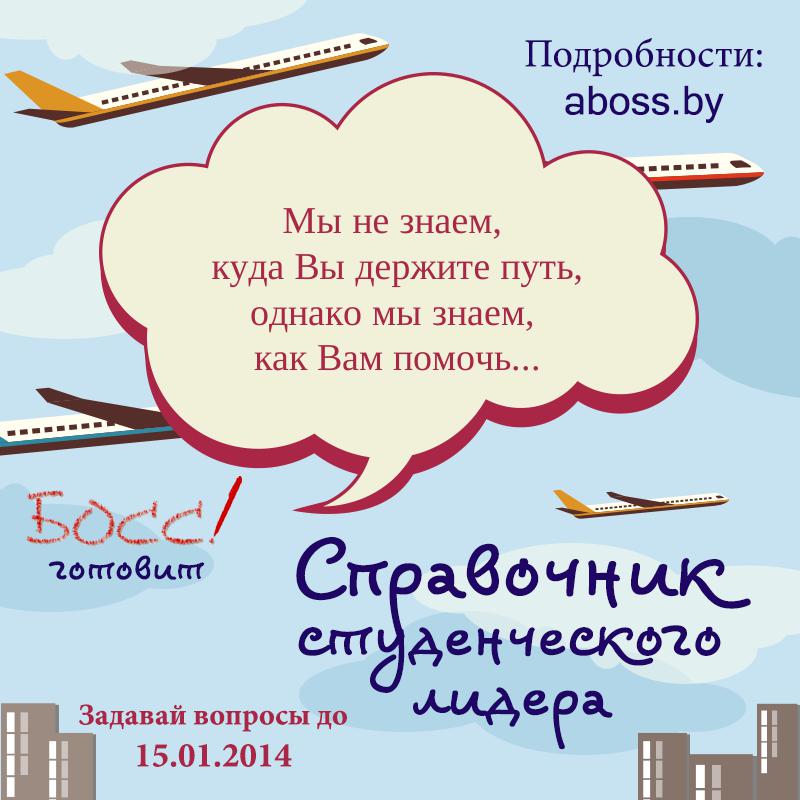 Подробности:
aboss.by
Мы не знаем,
куда Вы держите путь,
однако мы знаем,
как Вам помочь...
Босс!
готовит
Справочник
студенческого
лидера
Задавай вопросы до
15.01.2014